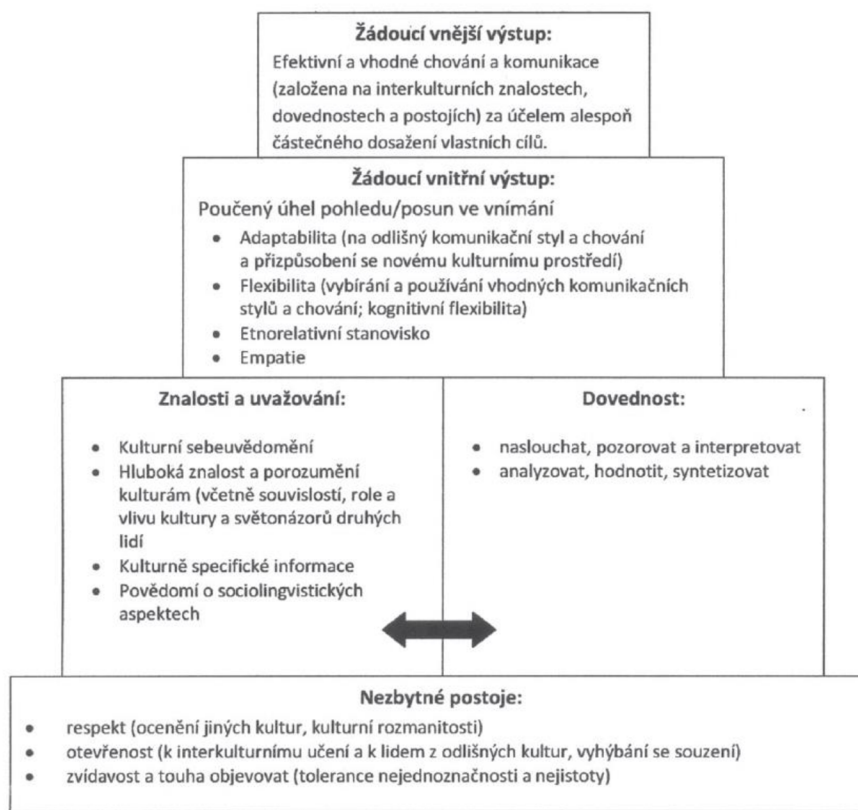 Žádoucí vnější výstup:
Efektivní a vhodné chování a komunikace
(založena na interkulturních znalostech,
dovednostech a postojích) za účelem alespoň
částečného dosažení vlastních cílů.
Žádoucí vnitřní výstup:
Poučený úhel pohledu/posun ve vnímání
• Adaptabilita (na odlišný komunikační styl a chování
a přizpůsobení se novému kulturnímu prostředí)
• Flexibilita (vybírání a používání vhodných komunikačních
stylů a chování; kognitivní flexibilita)
• Etnorelativní stanovisko
• Empatie
Znalosti a uvažování:
• Kulturní sebeuvědomění
• Hluboká znalost a porozumění
kulturám (včetně souvislostí, role a
vlivu kultury a světonázorů druhých
lidí
• Kulturně specifické informace
• Povědomí o sociolingvistických
aspektech
Dovednost:
• naslouchat, pozorovat a interpretovat
• analyzovat, hodnotit, syntetizovat
Nezbytné postoje:
• respekt (ocenění jiných kultur, kulturní rozmanitosti)
• otevřenost (k interkulturnímu učení a k lidem z odlišných kultur, vyhýbání se souzení)
• zvídavost a touha objevovat (tolerance nejednoznačnosti a nejistoty)